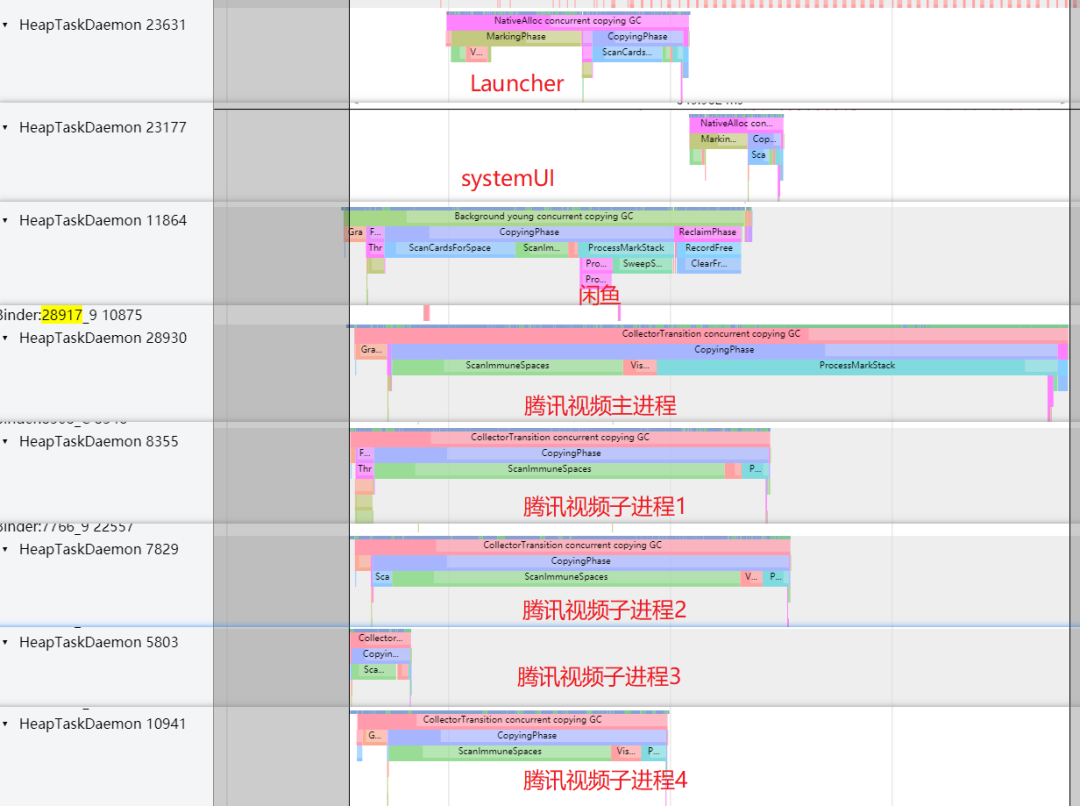 HeapTaskDaemon 23631
NativeAlloc concurrent copying GC
MarkingPhase
CopyingPhase
V...
ScanCards...
Launcher
HeapTaskDaemon 23177
NativeAlloc con...
Markin...
Cop...
Sca
systemUI
HeapTaskDaemon 11864
Background young concurrent copying GC
Gra
F...
CopyingPhase
ReclaimPhase
Thr
ScanCardsForSpace
ScanIm...
ProcessMarkStack
RecordFree
Pro...
SweepS...
ClearFr...
Pro...
闲鱼
Binder:28917_9 10875
HeapTaskDaemon 28930
CollectorTransition concurrent copying GC
Gra...
CopyingPhase
ScanImmuneSpaces
Vis...
ProcessMarkStack
腾讯视频主进程
HeapTaskDaemon 8355
CollectorTransition concurrent copying GC
F...
CopyingPhase
Thr
ScanImmuneSpaces
P...
腾讯视频子进程1
Binder:7766_9 22557
HeapTaskDaemon 7829
CollectorTransition concurrent copying GC
CopyingPhase
Sca
ScanImmuneSpaces
V...
P...
腾讯视频子进程2
HeapTaskDaemon 5803
Collector...
Copyin...
Sca...
腾讯视频子进程3
HeapTaskDaemon 10941
CollectorTransition concurrent copying GC
G...
CopyingPhase
ScanImmuneSpaces
Vis...
P...
腾讯视频子进程4